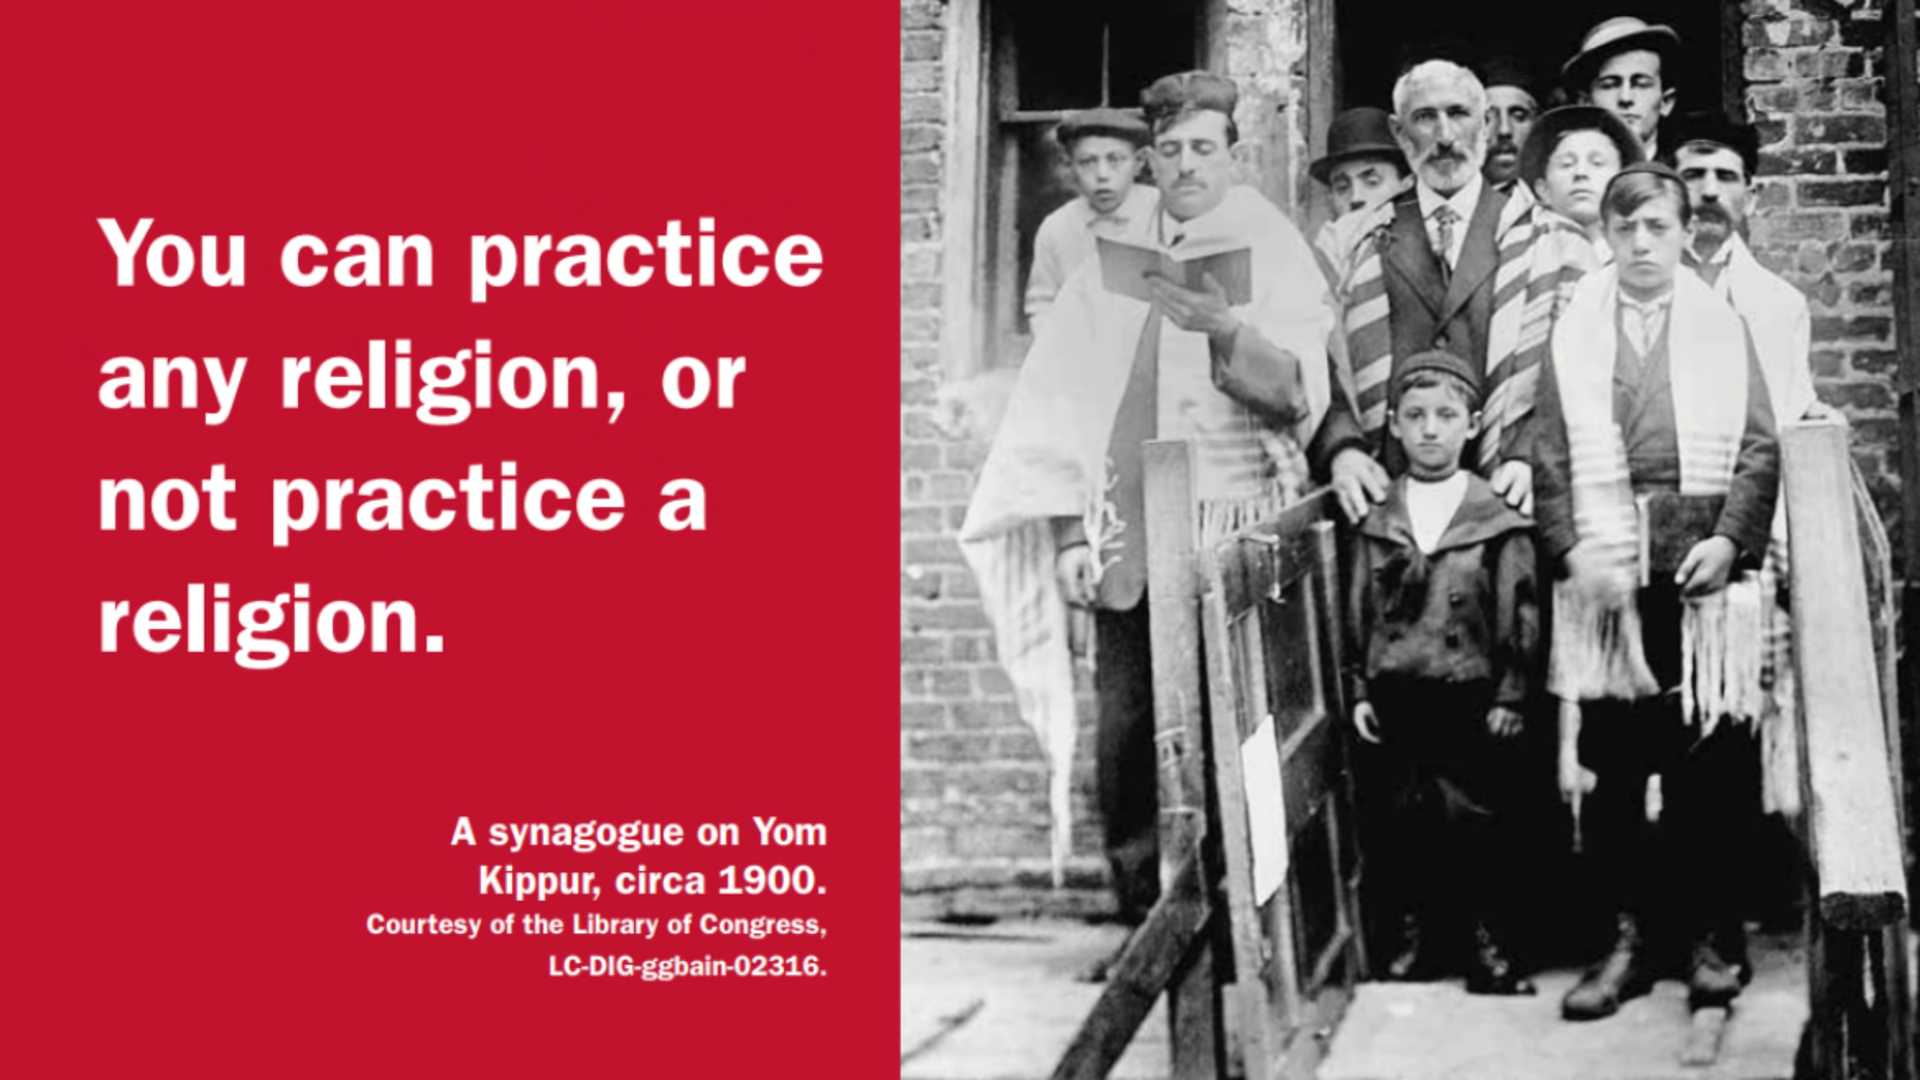 You can practice
any religion, or
not practice a
religion.
A synagogue on Yom
Kippur, circa 1900.
Courtesy of the Library of Congress,
LC-DIG-ggbain-02316.